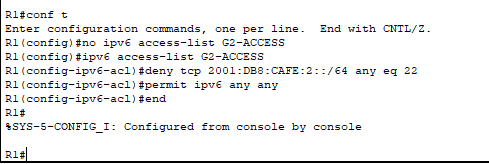 R1#conf t
Enter configuration commands, one per line.  End with CNTL/Z.
R1(config)#no ipv6 access-list G2-ACCESS
R1(config)#ipv6 access-list G2-ACCESS
R1(config-ipv6-acl)#deny tcp 2001:DB8:CAFE:2::/64 any eq 22
R1(config-ipv6-acl)#permit ipv6 any any
R1(config-ipv6-acl)#end
R1#
%SYS-5-CONFIG_I: Configured from console by console
R1#